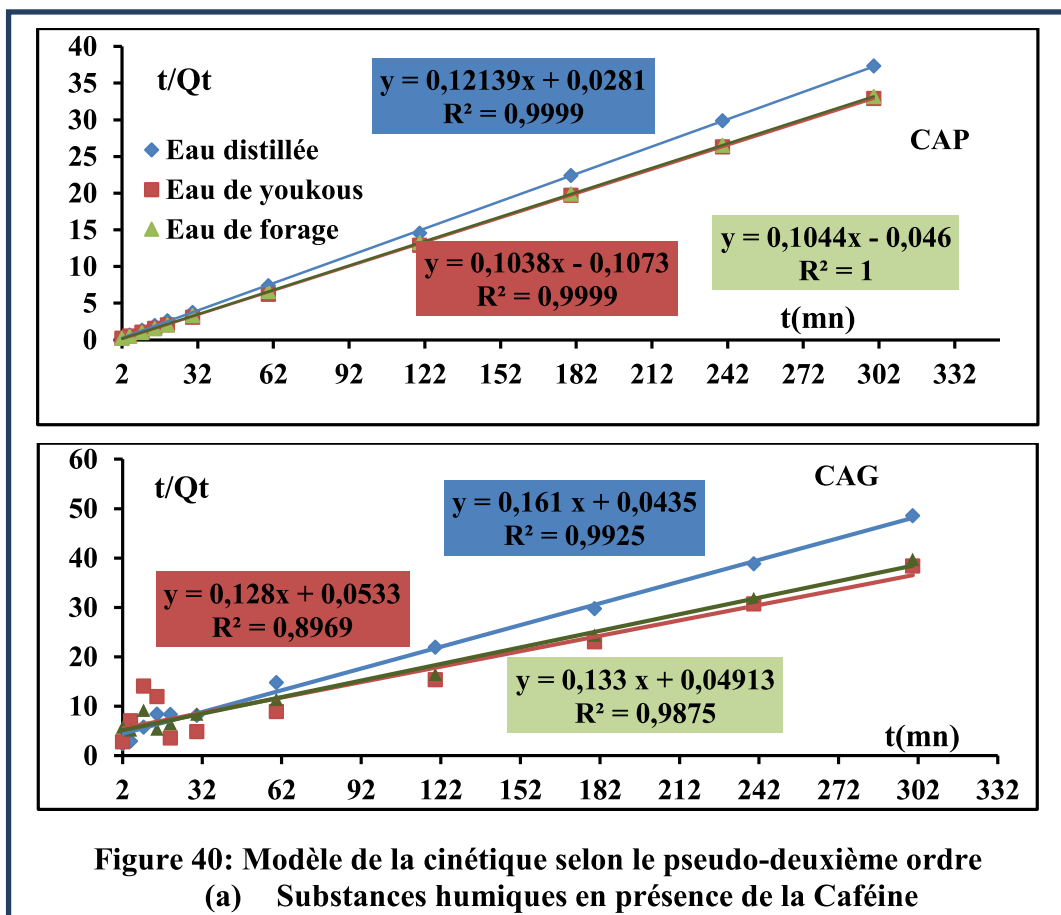 40
35
30
25
20
15
10
5
0
t/Qt
y = 0,12139x + 0,0281
R² = 0,9999
CAP
Eau distillée
Eau de youkous
Eau de forage
y = 0,1038x - 0,1073
R² = 0,9999
y = 0,1044x - 0,046
R² = 1
t(mn)
2 32 62 92 122 152 182 212 242 272 302 332
60
50
40
30
20
10
0
t/Qt
CAG
y = 0,161 x + 0,0435
R² = 0,9925
y = 0,128x + 0,0533
R² = 0,8969
y = 0,133 x + 0,04913
R² = 0,9875
t(mn)
2 32 62 92 122 152 182 212 242 272 302 332
Figure 40: Modèle de la cinétique selon le pseudo-deuxième ordre
(a) Substances humiques en présence de la Caféine